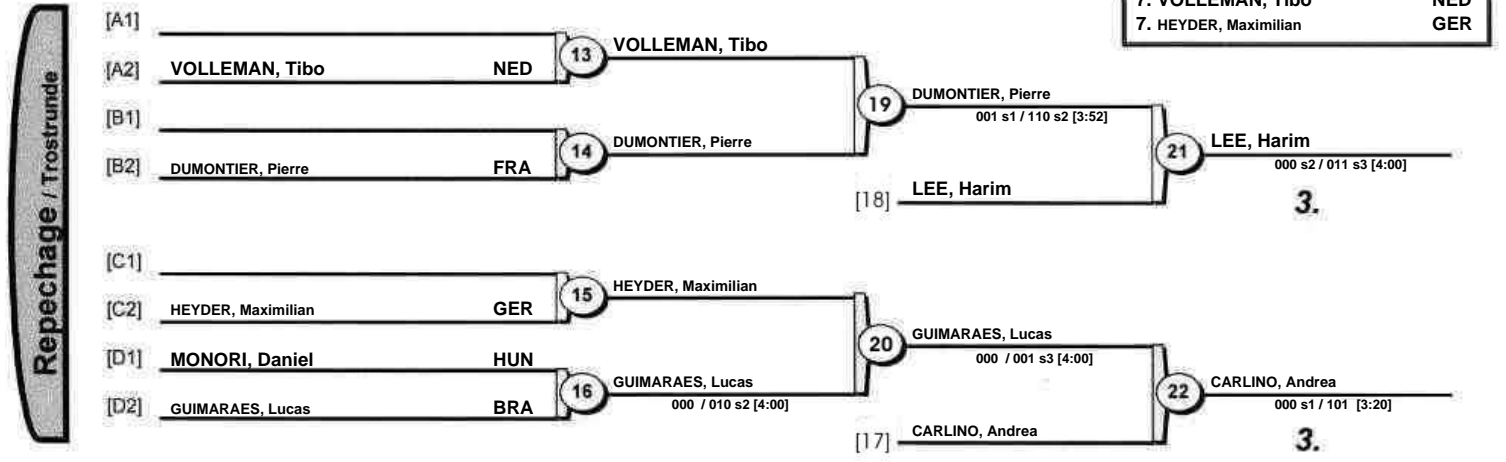 7. VOLLEMAN, Tibo NED
7. HEYDER, Maximilian GER
Repechage / Trostrunde
[A1]
[A2] VOLLEMAN, Tibo NED
13 VOLLEMAN, Tibo
[B1]
[B2] DUMONTIER, Pierre FRA
14 DUMONTIER, Pierre
19 DUMONTIER, Pierre
001 s1 / 110 s2 [3:52]
[18] LEE, Harim
21 LEE, Harim
000 s2 / 011 s3 [4:00]
3.
[C1]
[C2] HEYDER, Maximilian GER
15 HEYDER, Maximilian
[D1] MONORI, Daniel HUN
[D2] GUIMARAES, Lucas BRA
16 GUIMARAES, Lucas
000 / 010 s2 [4:00]
20 GUIMARAES, Lucas
000 / 001 s3 [4:00]
[17] CARLINO, Andrea
22 CARLINO, Andrea
000 s1 / 101 [3:20]
3.